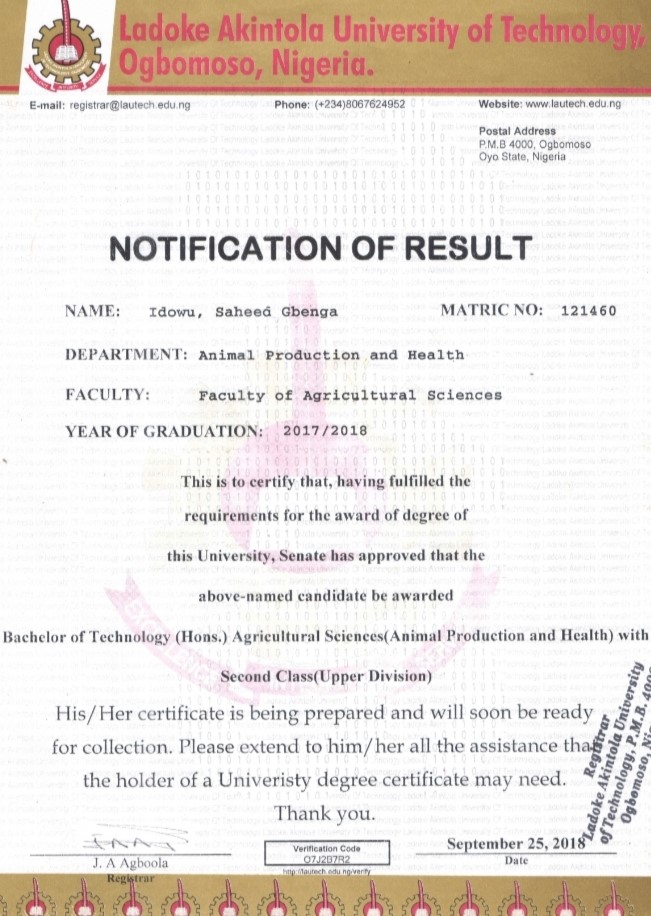 Ladoke Akintola University of Technology,
Ogbomoso, Nigeria.
E-mail: registrar@lautech.edu.ng Phone: (+234)8067624952 Website: www.lautech.edu.ng
Postal Address
P.M.B 4000, Ogbomoso
Oyo State, Nigeria
NOTIFICATION OF RESULT
NAME: Idowu, Saheed Gbenga MATRIC NO: 121460
DEPARTMENT: Animal Production and Health
FACULTY: Faculty of Agricultural Sciences
YEAR OF GRADUATION: 2017/2018
This is to certify that, having fulfilled the
requirements for the award of degree of
this University, Senate has approved that the
above-named candidate be awarded
Bachelor of Technology (Hons.) Agricultural Sciences(Animal Production and Health) with
Second Class(Upper Division)
His/Her certificate is being prepared and will soon be ready
for collection. Please extend to him/her all the assistance that
the holder of a Univeristy degree certificate may need.
Thank you.
Registrar
Ladoke Akintola University
of Technology, P.M.B. 4000
Ogbomoso,
J. A Agboola
Registrar
Verification Code
O7J2B7R2
http://lautech.edu.ng/verify
September 25, 2018
Date